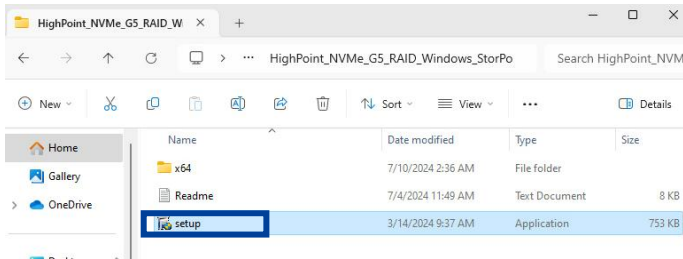 HighPoint_NVMe_G5_RAID_Wi
HighPoint_NVMe_G5_RAID_Windows_StorPo Search HighPoint_NVM
New Sort View Details
Name Date modified Type Size
Home
x64 7/10/2024 2:36 AM File folder
Gallery
Readme 7/4/2024 11:49 AM Text Document 8 KB
OneDrive
setup 3/14/2024 9:37 AM Application 753 KB